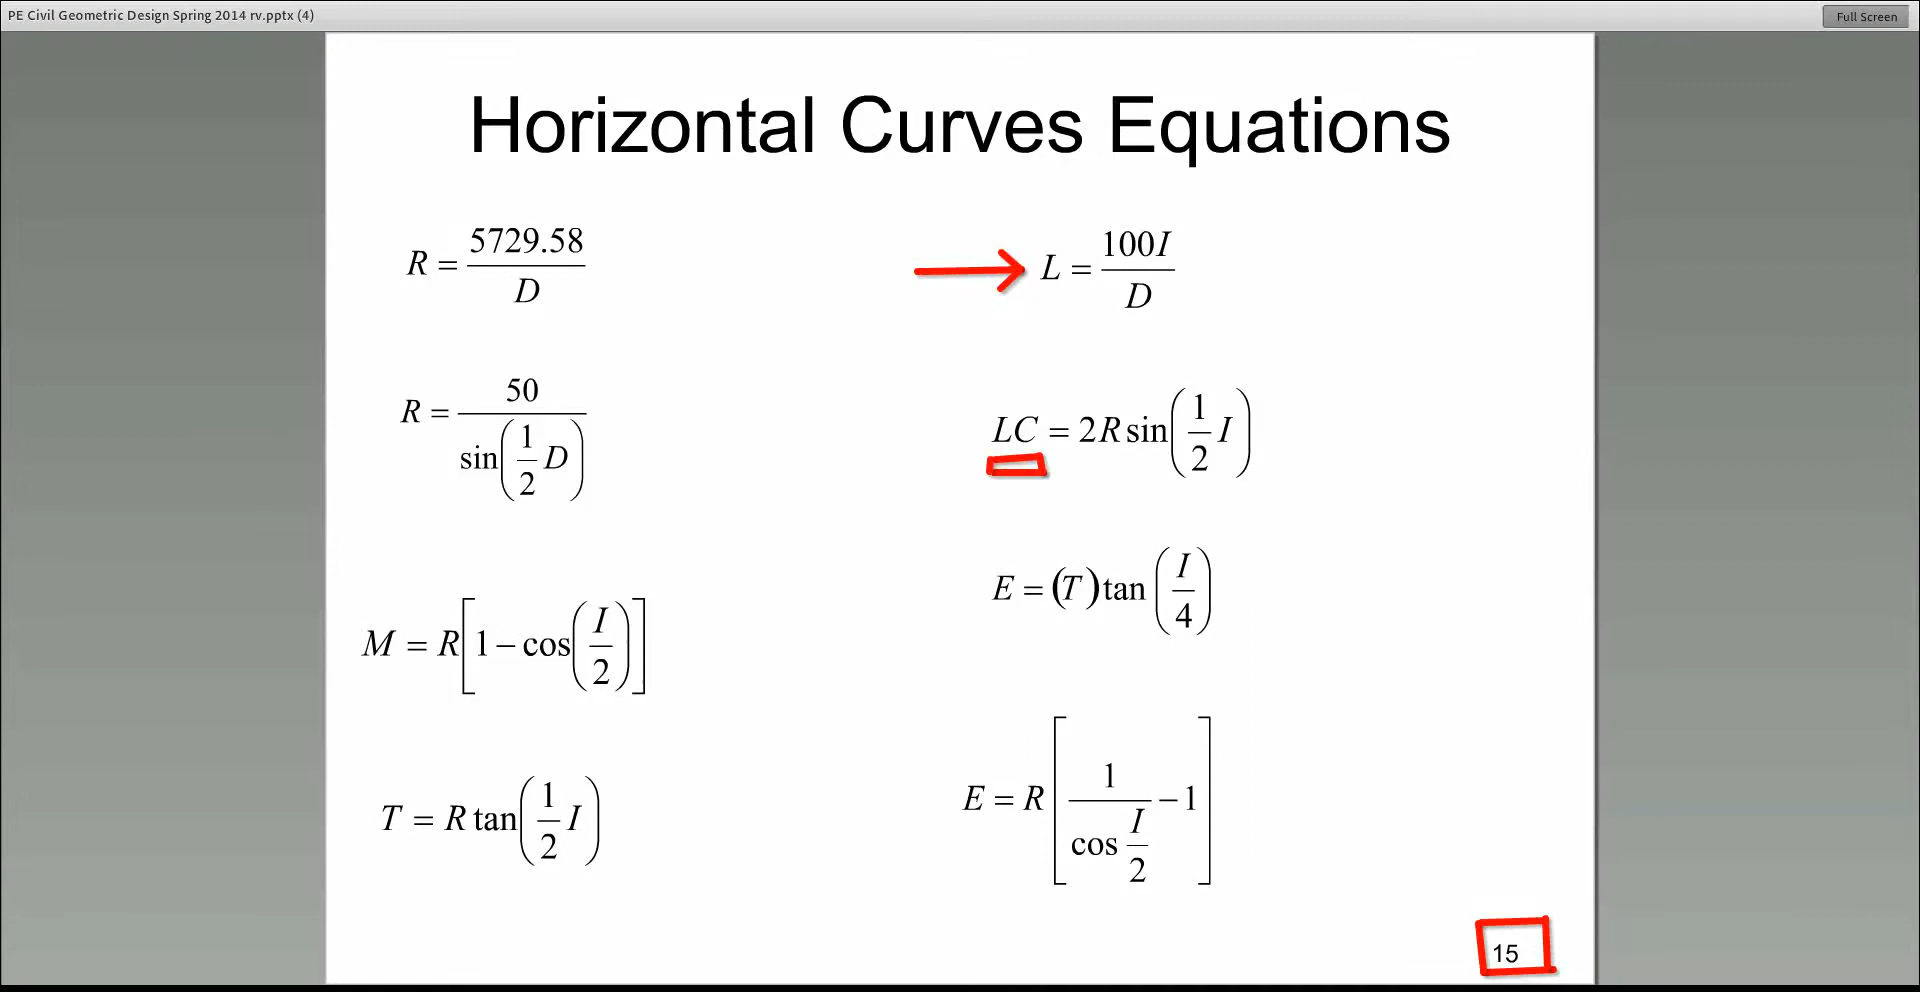 PE Civil Geometric Design Spring 2014 rv.pptx (4)
Full Screen
Horizontal Curves Equations
R = 5729.58 / D
L = 100I / D
R = 50 / sin(1/2 D)
LC = 2R sin(1/2 I)
E = (T) tan(I/4)
M = R[1 − cos(I/2)]
T = R tan(1/2 I)
E = R[1 / cos I/2 − 1]
15